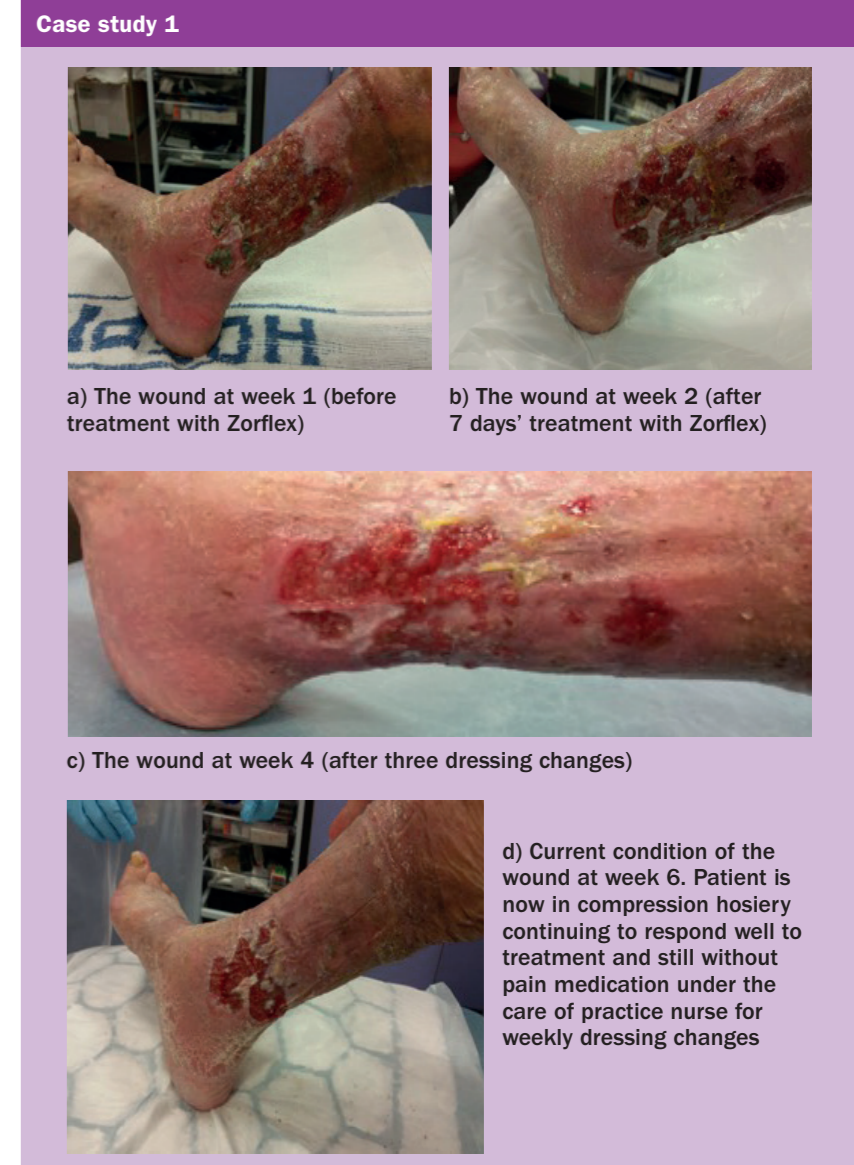 Case study 1
a) The wound at week 1 (before
treatment with Zorflex)
b) The wound at week 2 (after
7 days’ treatment with Zorflex)
c) The wound at week 4 (after three dressing changes)
d) Current condition of the
wound at week 6. Patient is
now in compression hosiery
continuing to respond well to
treatment and still without
pain medication under the
care of practice nurse for
weekly dressing changes